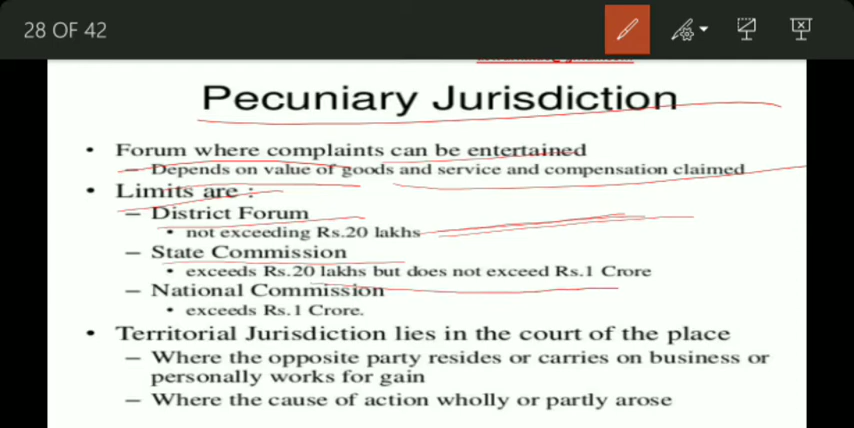 28 OF 42
Pecuniary Jurisdiction
• Forum where complaints can be entertained
– Depends on value of goods and service and compensation claimed
• Limits are :
– District Forum
• not exceeding Rs.20 lakhs
– State Commission
• exceeds Rs.20 lakhs but does not exceed Rs.1 Crore
– National Commission
• exceeds Rs.1 Crore.
• Territorial Jurisdiction lies in the court of the place
– Where the opposite party resides or carries on business or
personally works for gain
– Where the cause of action wholly or partly arose